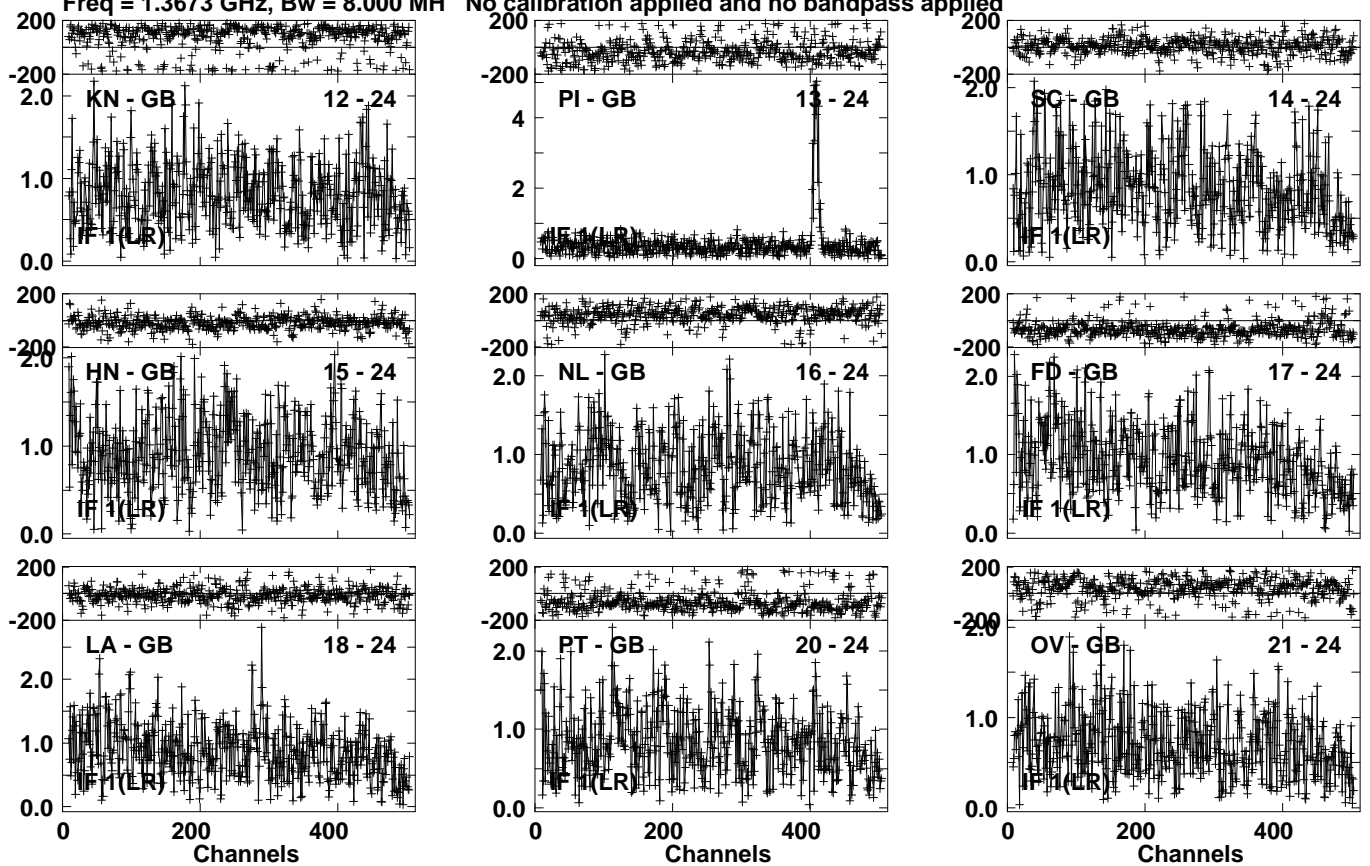 Freq = 1.3673 GHz, Bw = 8.000 MH No calibration applied and no bandpass applied
200
-200
KN - GB 12 - 24
2.0
1.0
IF 1(LR)
0.0
200
-200
PI - GB 13 - 24
4
2
IF 1(LR)
0
200
-200
SC - GB 14 - 24
2.0
1.0
IF 1(LR)
0.0
200
-200
2.0
HN - GB 15 - 24
1.0
IF 1(LR)
0.0
200
-200
NL - GB 16 - 24
2.0
1.0
IF 1(LR)
0.0
200
-200
FD - GB 17 - 24
2.0
1.0
IF 1(LR)
0.0
200
-200
LA - GB 18 - 24
2.0
1.0
IF 1(LR)
0.0
0 200 400
Channels
200
-200
PT - GB 20 - 24
2.0
1.0
IF 1(LR)
0.0
0 200 400
Channels
200
-200
2.0
OV - GB 21 - 24
1.0
IF 1(LR)
0.0
0 200 400
Channels